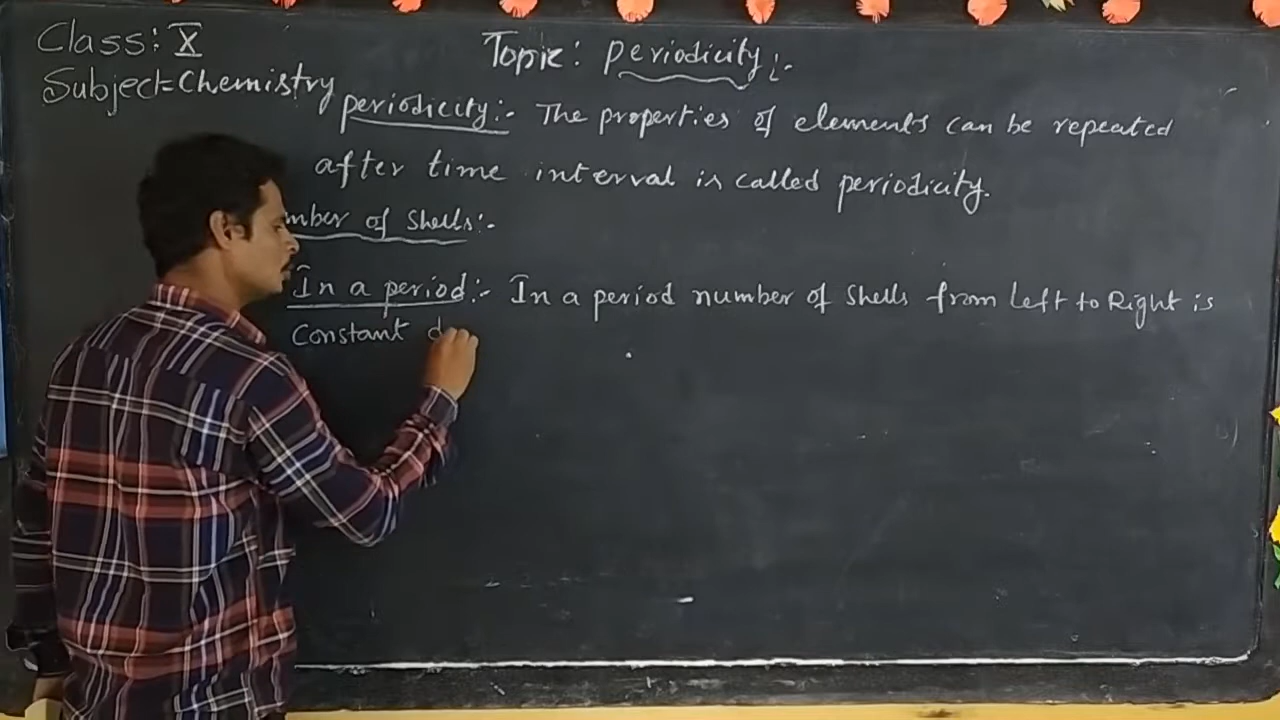 Class: X
Topic: periodicity:-
Subject=Chemistry
periodicity:- The properties of elements can be repeated
after time interval is called periodicity.
mber of shells:-
In a period:- In a period number of shells from Left to Right is
Constant d